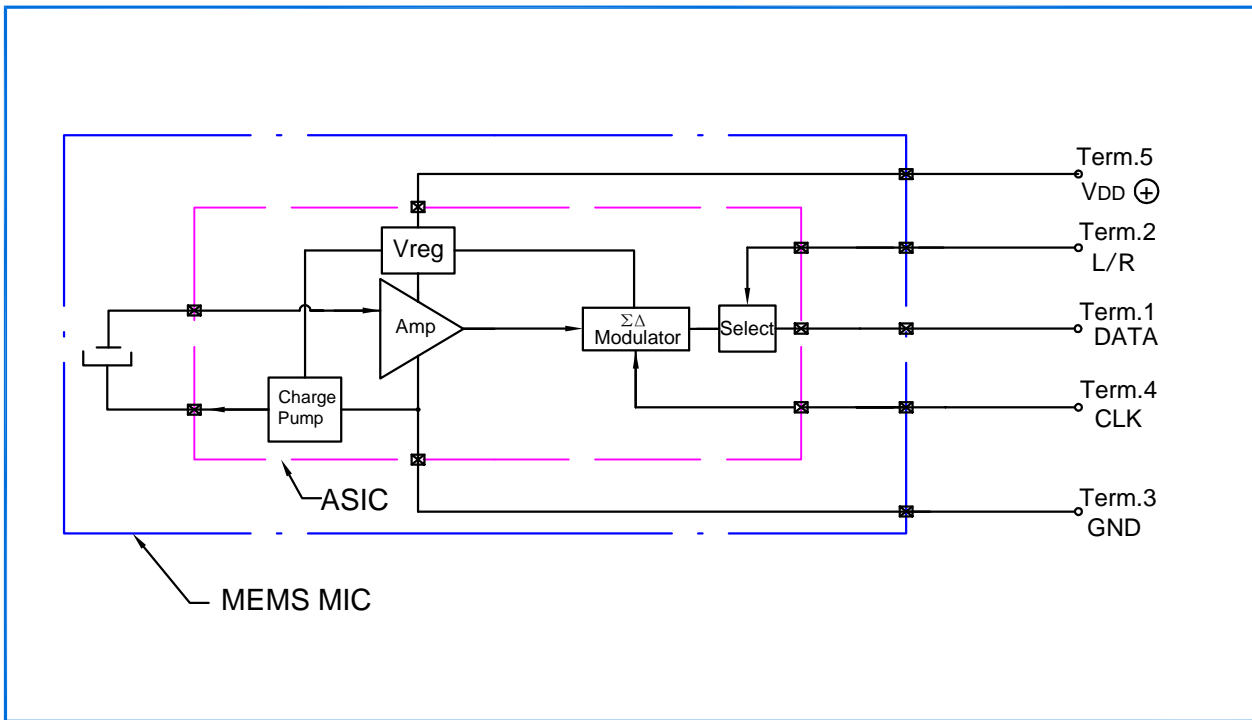 Term.5
VDD +
Vreg
Term.2
L/R
Amp
ΣΔ
Modulator
Select
Term.1
DATA
Charge
Pump
Term.4
CLK
ASIC
Term.3
GND
MEMS MIC